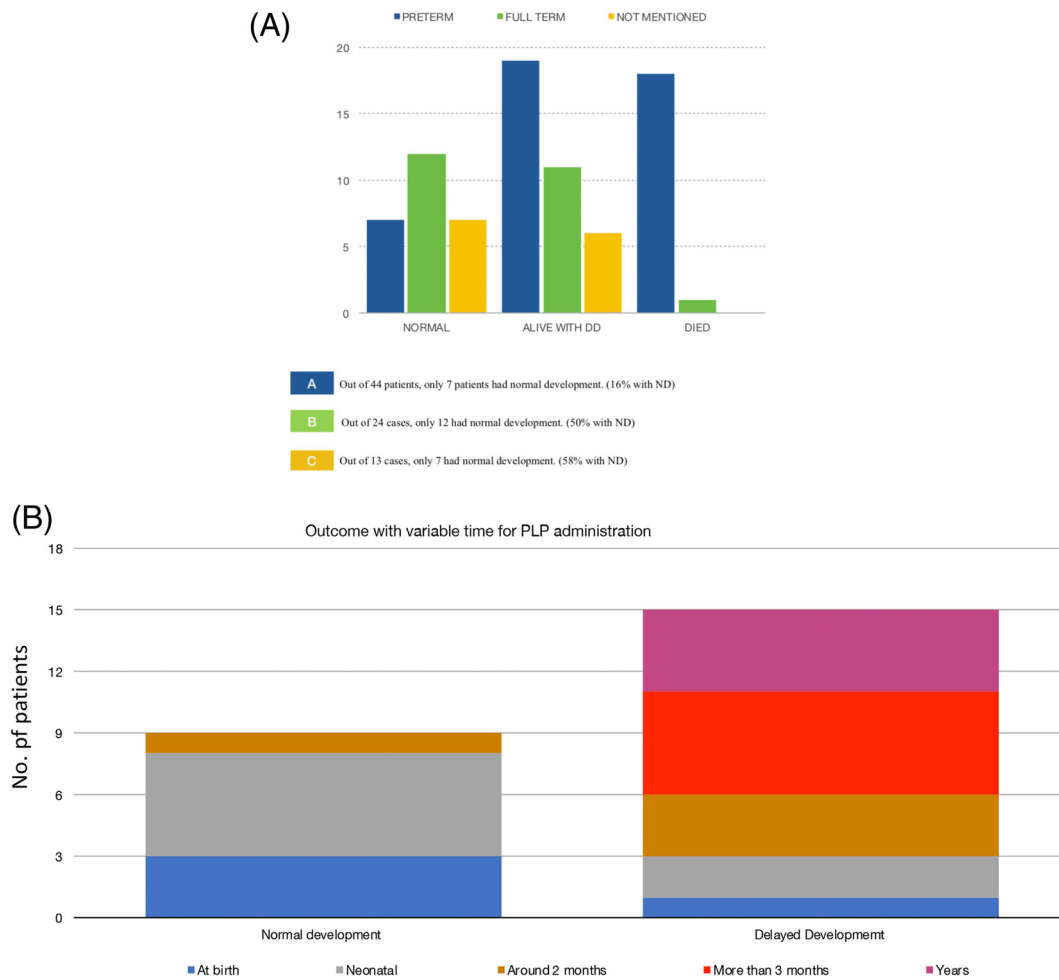 (A)
PRETERM FULL TERM NOT MENTIONED
20
15
10
5
0
NORMAL ALIVE WITH DD DIED
A Out of 44 patients, only 7 patients had normal development. (16% with ND)
B Out of 24 cases, only 12 had normal development. (50% with ND)
C Out of 13 cases, only 7 had normal development. (58% with ND)
(B)
Outcome with variable time for PLP administration
No. pf patients
18
15
12
9
6
3
0
Normal development Delayed Developmemt
At birth Neonatal Around 2 months More than 3 months Years